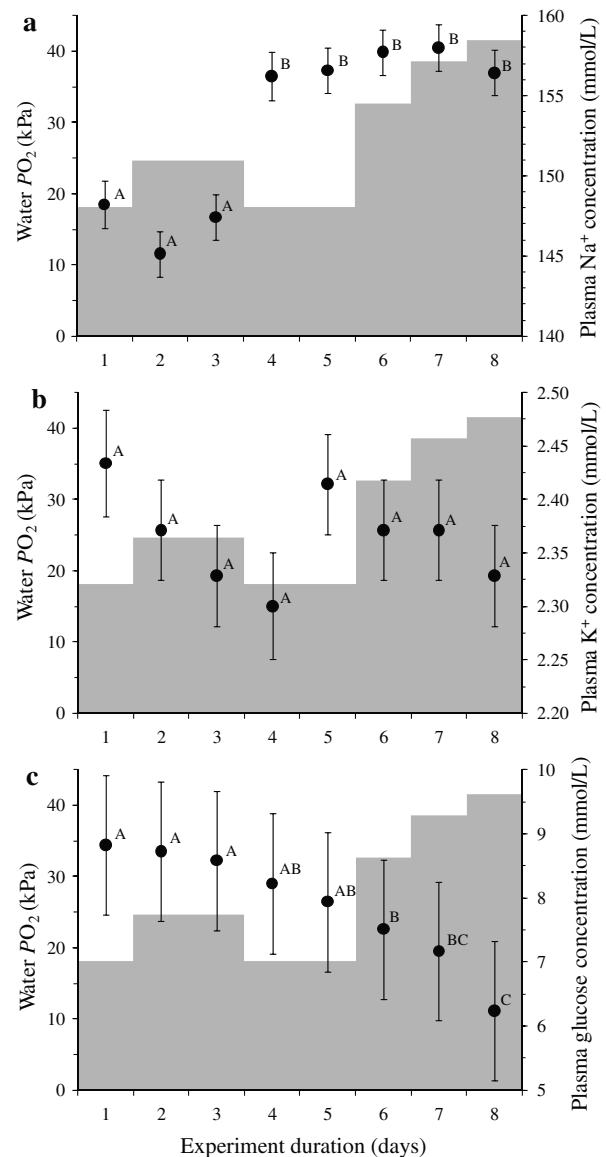 a
Water PO2 (kPa)
40
30
20
10
0
160
155
150
145
140
Plasma Na+ concentration (mmol/L)
A
A
A
B
B
B
B
B
1 2 3 4 5 6 7 8
b
Water PO2 (kPa)
40
30
20
10
0
2.50
2.45
2.40
2.35
2.30
2.25
2.20
Plasma K+ concentration (mmol/L)
A
A
A
A
A
A
A
A
1 2 3 4 5 6 7 8
c
Water PO2 (kPa)
40
30
20
10
0
10
9
8
7
6
5
Plasma glucose concentration (mmol/L)
A
A
A
AB
AB
B
BC
C
1 2 3 4 5 6 7 8
Experiment duration (days)